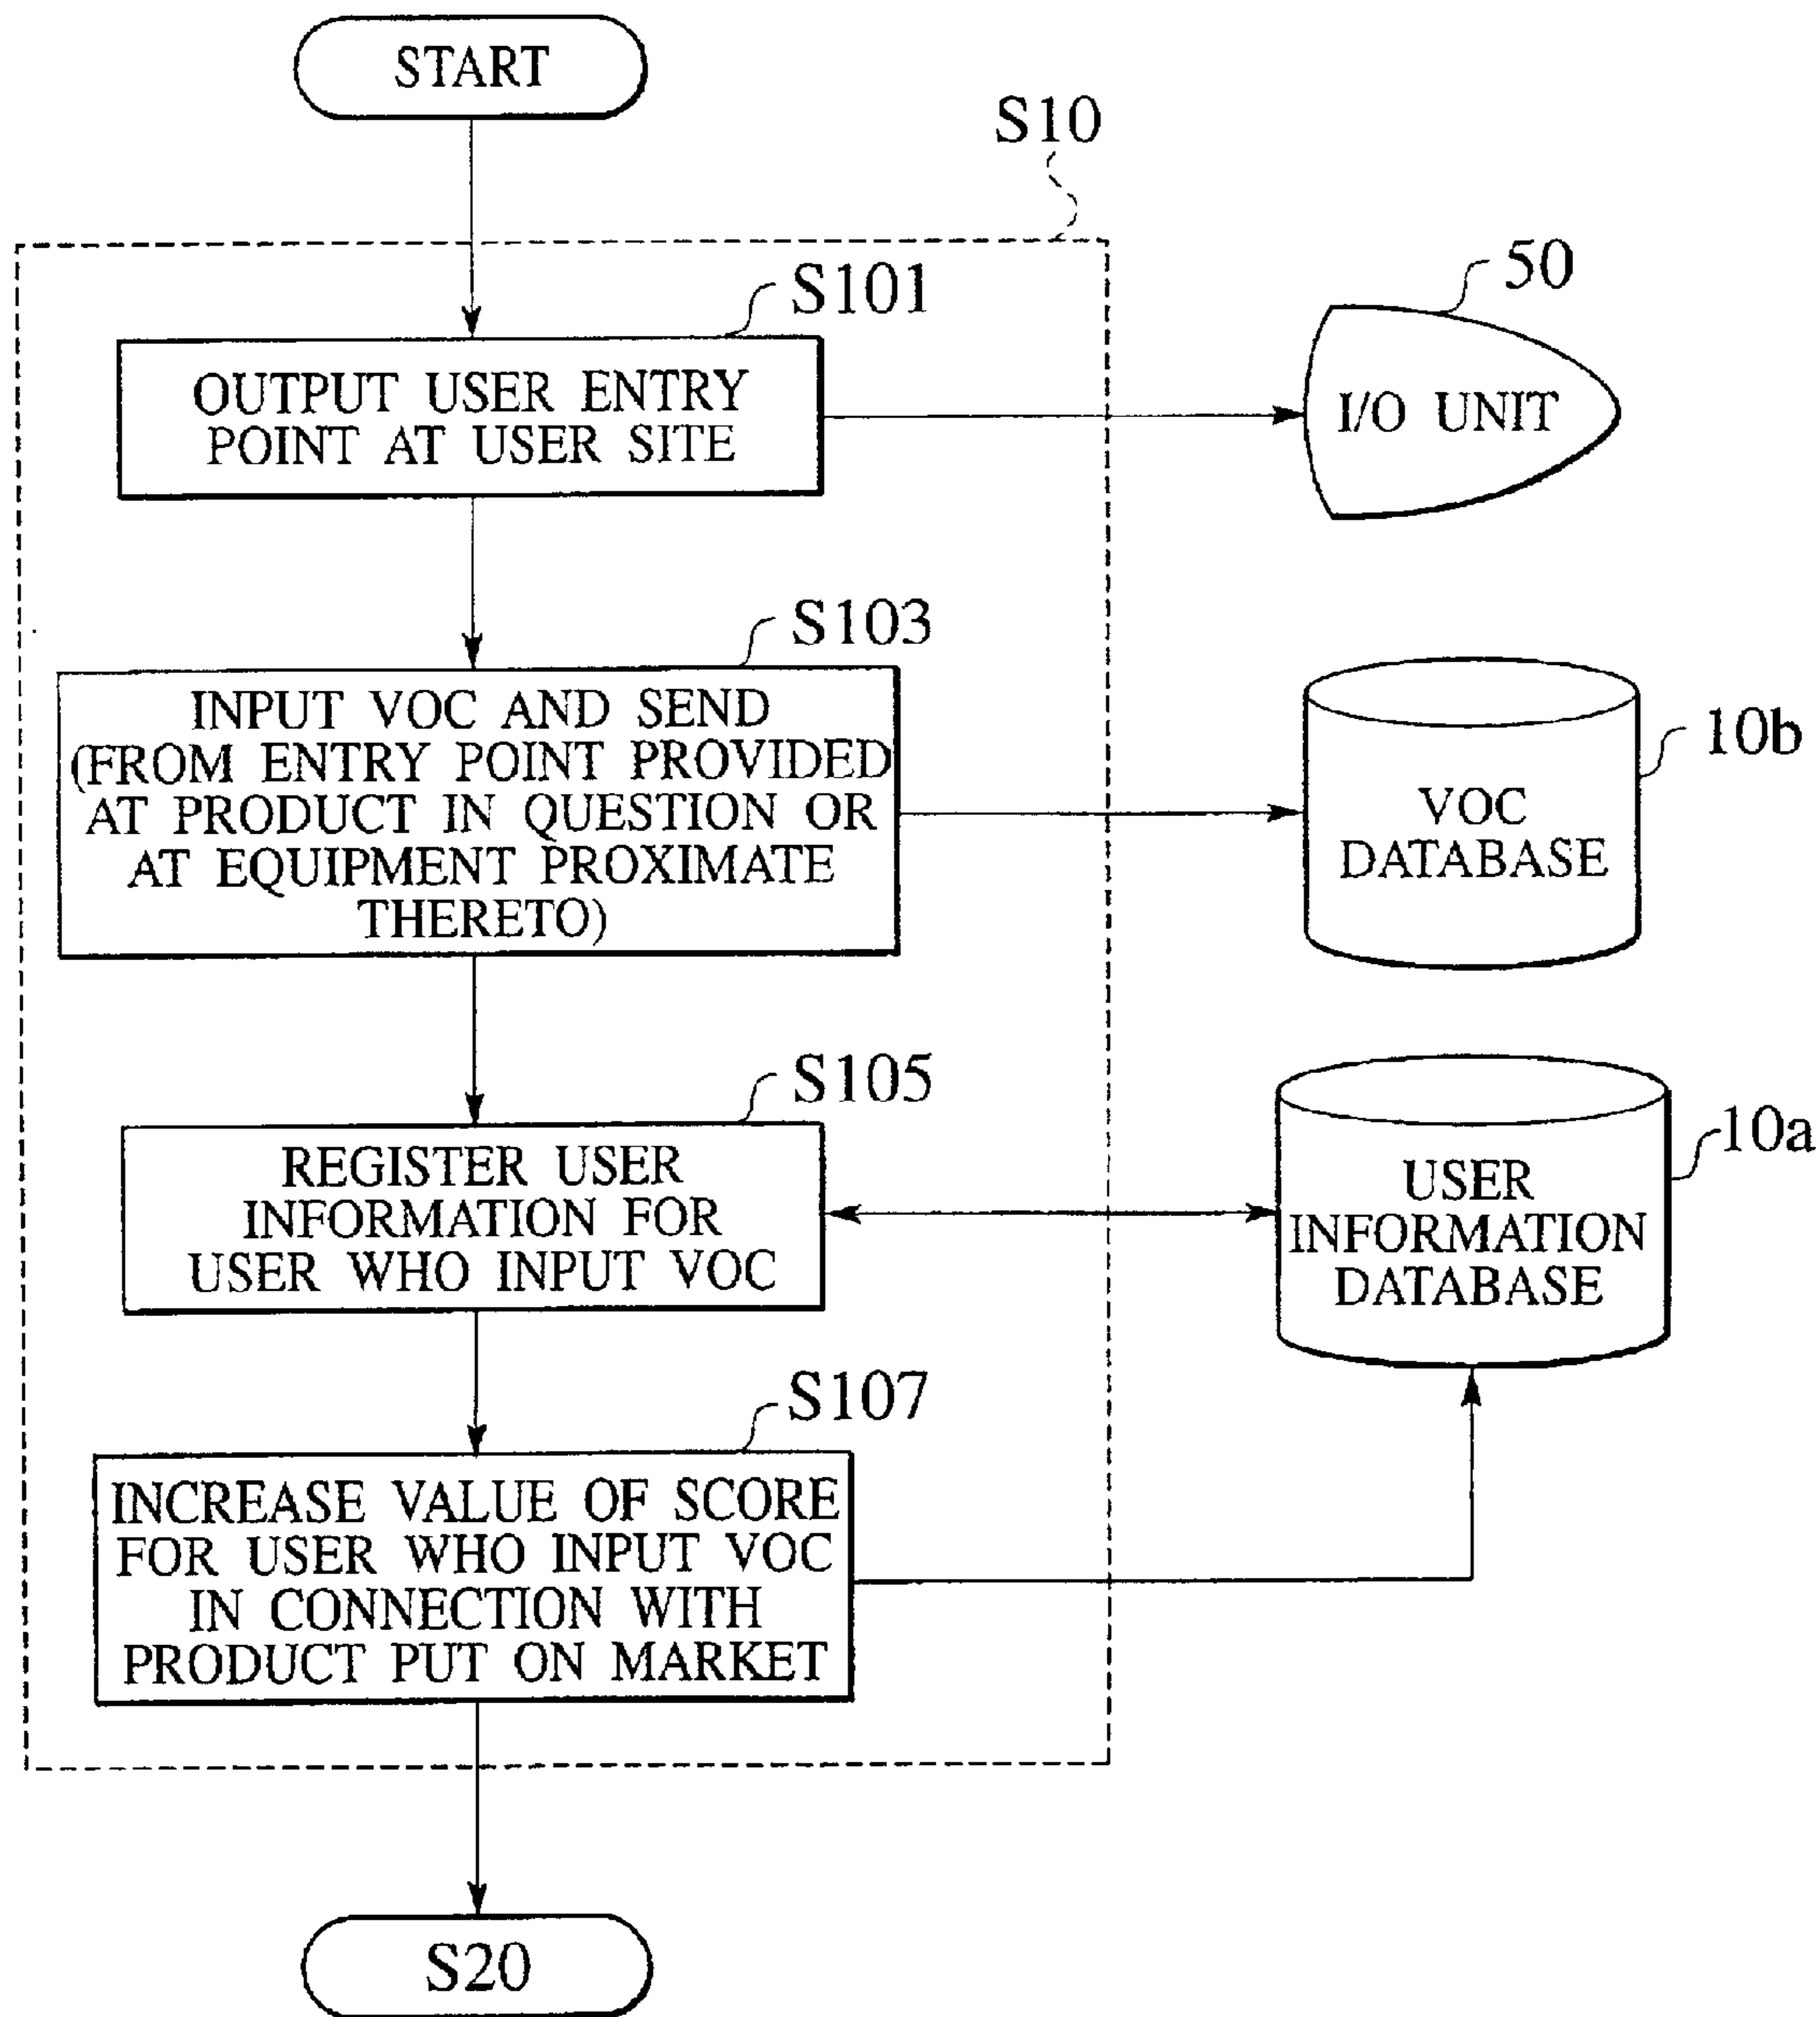 START
S10
S101
50
OUTPUT USER ENTRY
POINT AT USER SITE
I/O UNIT
S103
INPUT VOC AND SEND
(FROM ENTRY POINT PROVIDED
AT PRODUCT IN QUESTION OR
AT EQUIPMENT PROXIMATE
THERETO)
10b
VOC
DATABASE
S105
REGISTER USER
INFORMATION FOR
USER WHO INPUT VOC
10a
USER
INFORMATION
DATABASE
S107
INCREASE VALUE OF SCORE
FOR USER WHO INPUT VOC
IN CONNECTION WITH
PRODUCT PUT ON MARKET
S20